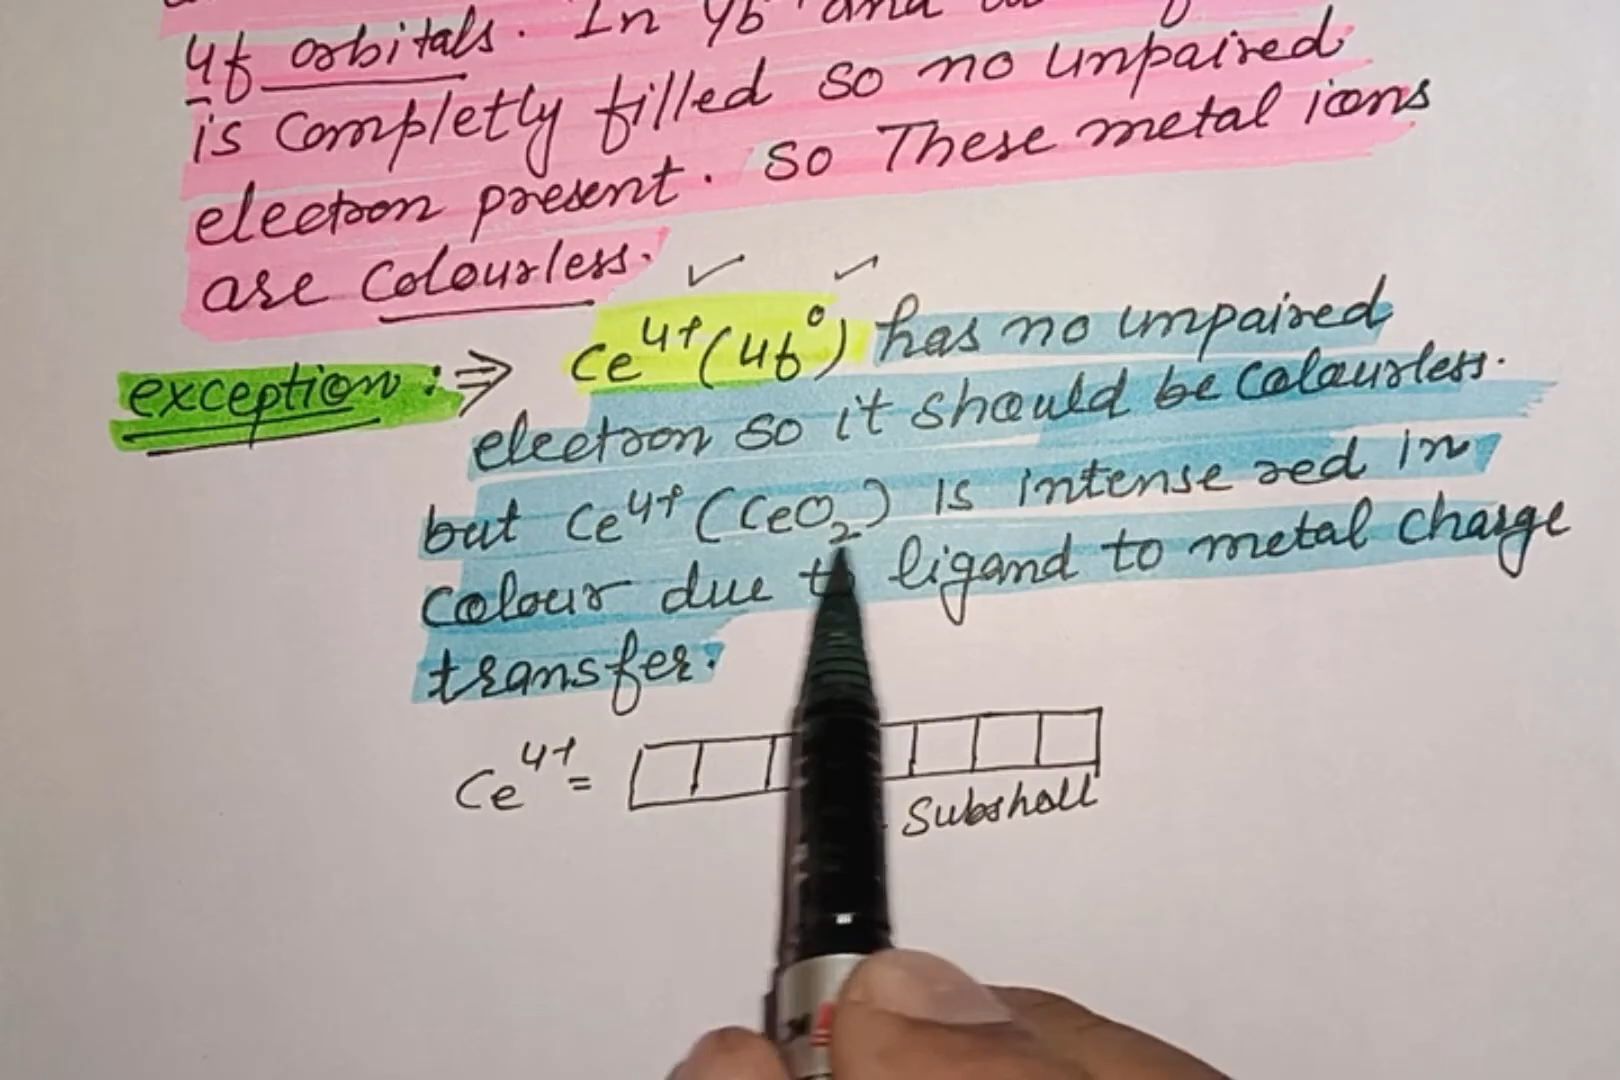 4f orbitals. In Yb and
is Completly filled so no unpaired
electron present. So These metal ions
are Colourless.
exception :⇒ Ce⁴⁺(4f⁰) has no unpaired
electron so it should be Colourless.
but Ce⁴⁺(CeO₂) is intense red in
Colour due to ligand to metal Charge
transfer.
Ce⁴⁺ =
Subshell